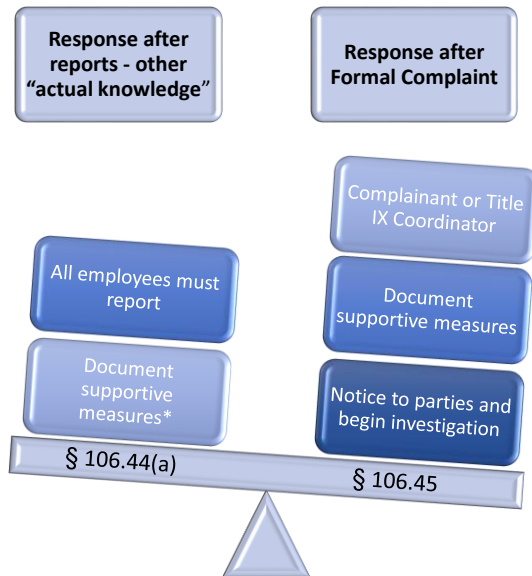 Response after
reports - other
“actual knowledge”
Response after
Formal Complaint
All employees must
report
Document
supportive
measures*
§ 106.44(a)
Complainant or Title
IX Coordinator
Document
supportive measures
Notice to parties and
begin investigation
§ 106.45